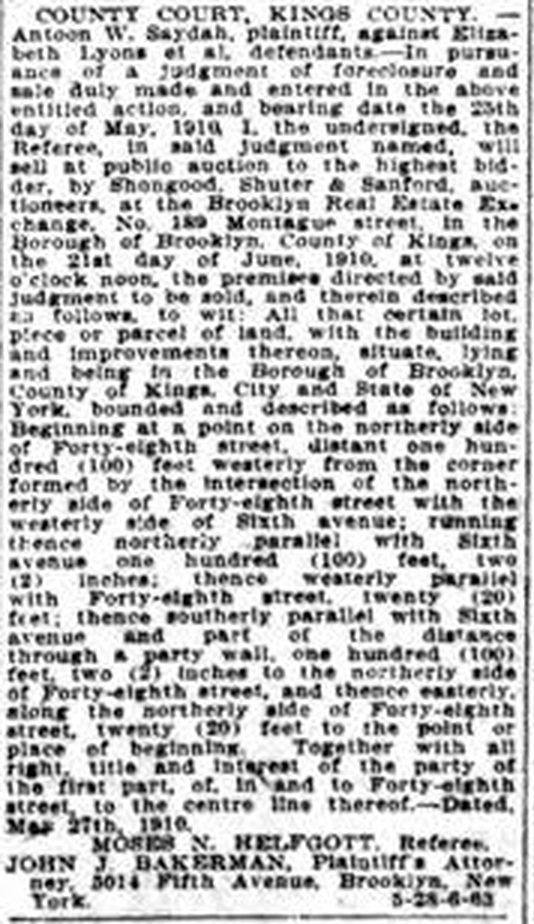 COUNTY COURT, KINGS COUNTY. —
Antoon W. Saydah, plaintiff, against Eliza-
beth Lyons et al, defendants.—In pursu-
ance of a judgment of foreclosure and
sale duly made and entered in the above
entitled action, and bearing date the 25th
day of May, 1910, I, the undersigned, the
Referee, in said judgment named, will
sell at public auction to the highest bid-
der, by Shongood, Shuter & Sanford, auc-
tioneers, at the Brooklyn Real Estate Ex-
change, No. 189 Montague street, in the
Borough of Brooklyn, County of Kings, on
the 21st day of June, 1910, at twelve
o'clock noon, the premises directed by said
judgment to be sold, and therein described
as follows, to wit: All that certain lot,
piece or parcel of land, with the building
and improvements thereon, situate, lying
and being in the Borough of Brooklyn,
County of Kings, City and State of New
York, bounded and described as follows:
Beginning at a point on the northerly side
of Forty-eighth street, distant one hun-
dred (100) feet westerly from the corner
formed by the intersection of the north-
erly side of Forty-eighth street with the
westerly side of Sixth avenue; running
thence northerly parallel with Sixth
avenue one hundred (100) feet, two
(2) inches; thence westerly parallel
with Forty-eighth street, twenty (20)
feet; thence southerly parallel with Sixth
avenue and part of the distance
through a party wall, one hundred (100)
feet, two (2) inches to the northerly side
of Forty-eighth street, and thence easterly,
along the northerly side of Forty-eighth
street, twenty (20) feet to the point or
place of beginning. Together with all
right, title and interest of the party of
the first part, of, in and to Forty-eighth
street, to the centre line thereof.—Dated,
May 27th, 1910.
MOSES N. HELFGOTT, Referee.
JOHN J. BAKERMAN, Plaintiff's Attor-
ney, 5014 Fifth Avenue, Brooklyn, New
York.